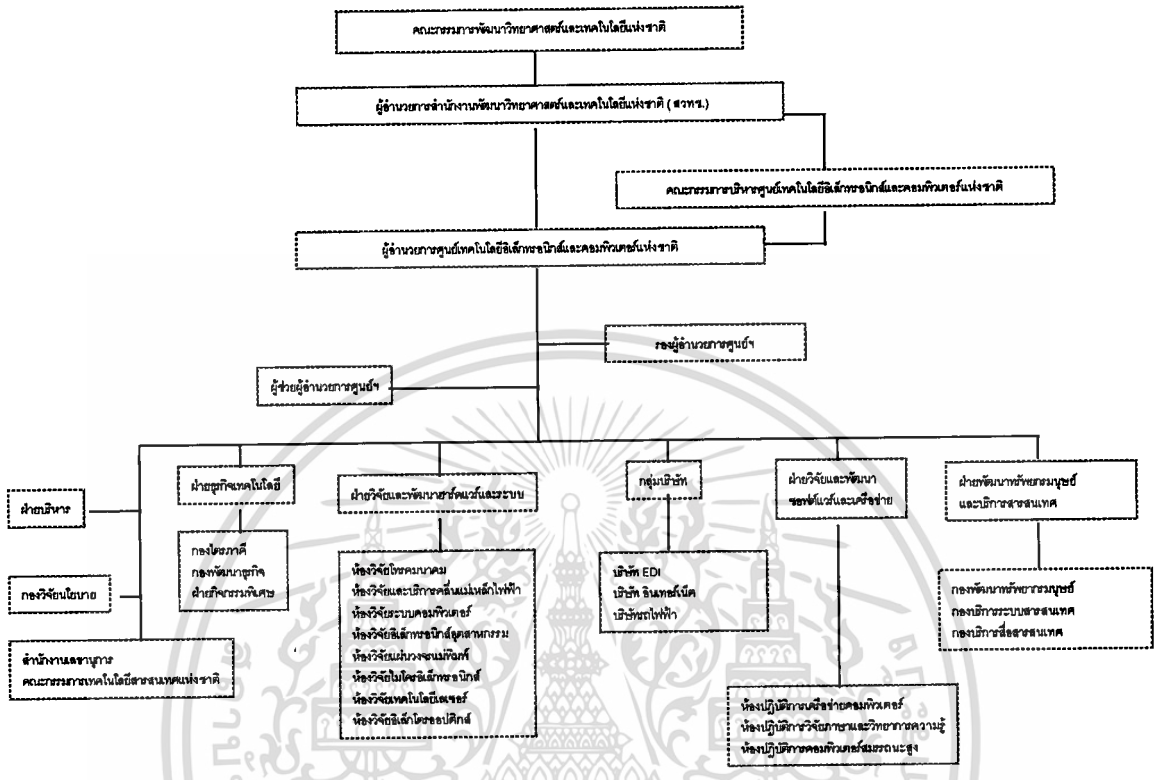 คณะกรรมการพัฒนาวิทยาศาสตร์และเทคโนโลยีแห่งชาติ
ผู้อำนวยการสำนักงานพัฒนาวิทยาศาสตร์และเทคโนโลยีแห่งชาติ ( สวทช.)
คณะกรรมการบริหารศูนย์เทคโนโลยีอิเล็กทรอนิกส์และคอมพิวเตอร์แห่งชาติ
ผู้อำนวยการศูนย์เทคโนโลยีอิเล็กทรอนิกส์และคอมพิวเตอร์แห่งชาติ
รองผู้อำนวยการศูนย์ฯ
ผู้ช่วยผู้อำนวยการศูนย์ฯ
ฝ่ายบริหาร
กองวิจัยนโยบาย
สำนักงานเลขานุการ
คณะกรรมการเทคโนโลยีสารสนเทศแห่งชาติ
ฝ่ายธุรกิจเทคโนโลยี
กองไตรภาคี
กองพัฒนาธุรกิจ
ฝ่ายกิจกรรมพิเศษ
ฝ่ายวิจัยและพัฒนาฮาร์ดแวร์และระบบ
ห้องวิจัยโทรคมนาคม
ห้องวิจัยและบริการคลื่นแม่เหล็กไฟฟ้า
ห้องวิจัยระบบคอมพิวเตอร์
ห้องวิจัยอิเล็กทรอนิกส์อุตสาหกรรม
ห้องวิจัยแผ่นวงจรแม่พิมพ์
ห้องวิจัยไมโครอิเล็กทรอนิกส์
ห้องวิจัยเทคโนโลยีเลเซอร์
ห้องวิจัยอิเล็กโตรออปติกส์
กลุ่มบริษัท
บริษัท EDI
บริษัท อินเทอร์เน็ต
บริษัทรถไฟฟ้า
ฝ่ายวิจัยและพัฒนา
ซอฟต์แวร์และเครือข่าย
ห้องปฏิบัติการเครือข่ายคอมพิวเตอร์
ห้องปฏิบัติการวิจัยภาษาและวิทยาการความรู้
ห้องปฏิบัติการคอมพิวเตอร์สมรรถนะสูง
ฝ่ายพัฒนาทรัพยกรมนุษย์
และบริการสารสนเทศ
กองพัฒนาทรัพยากรมนุษย์
กองบริการระบบสารสนเทศ
กองบริการสื่อสารสนเทศ